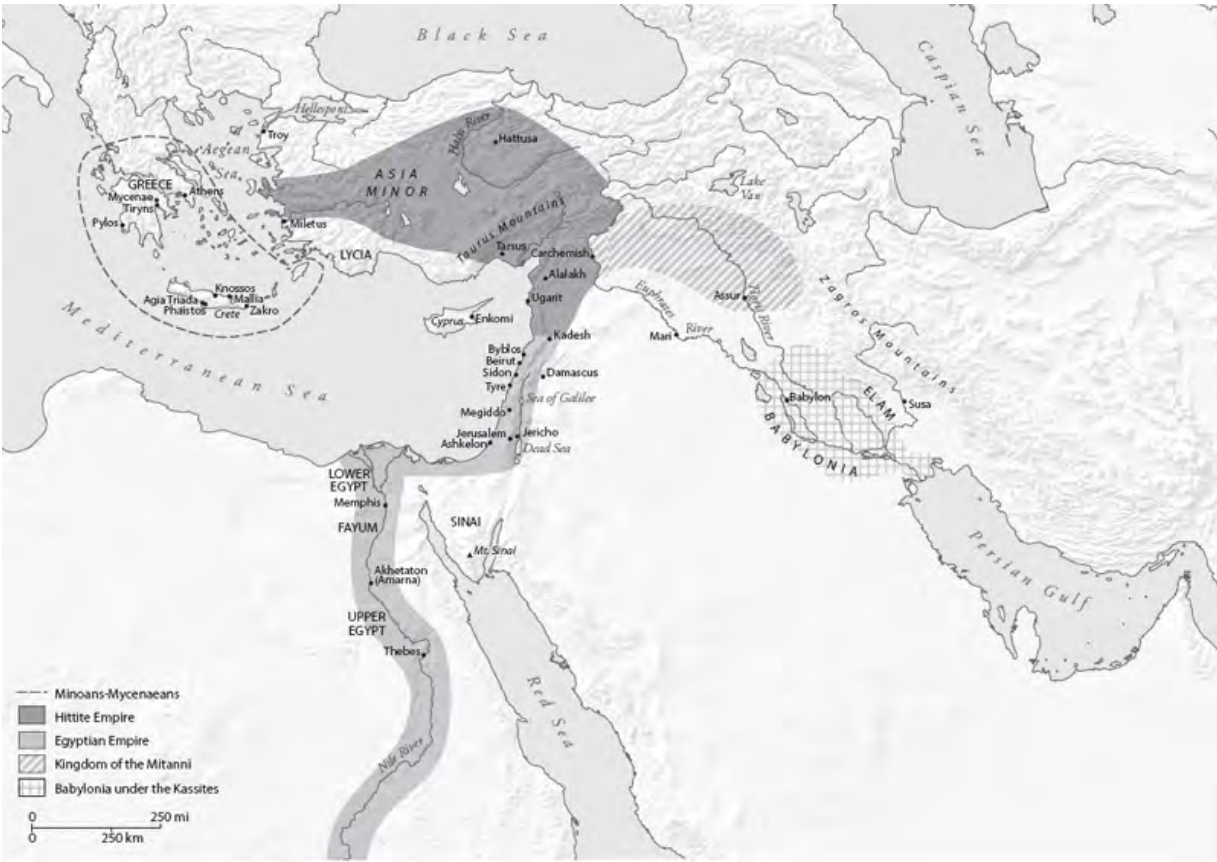 Black Sea
Caspian Sea
Hellespont
Troy
Halys River
Hattusa
Aegean
Sea
ASIA
MINOR
Lake
Van
GREECE
Athens
Mycenae
Tiryns
Pylos
Miletus
Taurus Mountains
LYCIA
Tarsus
Carchemish
Alalakh
Knossos
Mallia
Agia Triada
Phaistos
Crete
Zakro
Ugarit
Euphrates
River
Assur
Tigris River
Zagros Mountains
Cyprus
Enkomi
Mediterranean Sea
Kadesh
Mari
Byblos
Beirut
Sidon
Damascus
Tyre
Sea of Galilee
Babylon
ELAM
Susa
Megiddo
BABYLONIA
Jerusalem
Jericho
Ashkelon
Dead Sea
LOWER
EGYPT
Memphis
FAYUM
SINAI
Mt. Sinai
Persian Gulf
Akhetaton
(Amarna)
UPPER
EGYPT
Thebes
Red Sea
Nile River
Minoans-Mycenaeans
Hittite Empire
Egyptian Empire
Kingdom of the Mitanni
Babylonia under the Kassites
0 250 mi
0 250 km